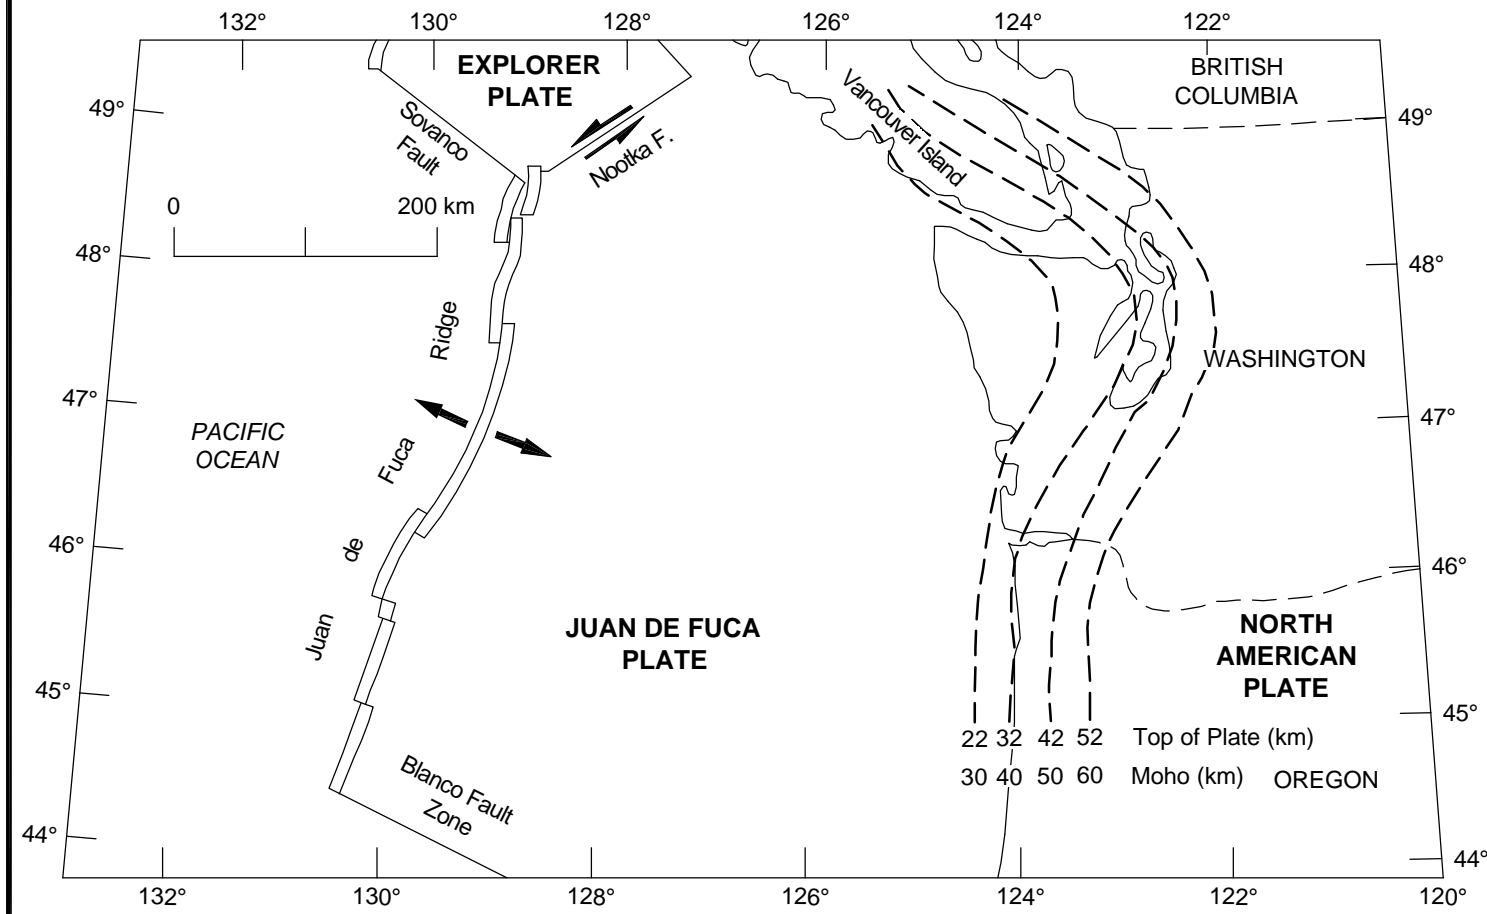 132° 130° 128° 126° 124° 122°
EXPLORER
PLATE
BRITISH
COLUMBIA
49°
49°
Sovanco
Fault
Nootka F.
Vancouver Island
0 200 km
48°
48°
Ridge
WASHINGTON
47°
47°
PACIFIC
OCEAN
Fuca
46°
de
46°
Juan
JUAN DE FUCA
PLATE
NORTH
AMERICAN
PLATE
45°
45°
22 32 42 52 Top of Plate (km)
30 40 50 60 Moho (km) OREGON
Blanco Fault
Zone
44°
44°
132° 130° 128° 126° 124° 122° 120°